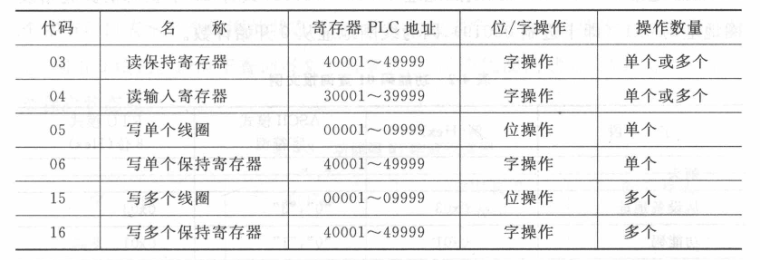 代码 名 称 寄存器 PLC 地址 位/字操作 操作数量
03 读保持寄存器 40001～49999 字操作 单个或多个
04 读输入寄存器 30001～39999 字操作 单个或多个
05 写单个线圈 00001～09999 位操作 单个
06 写单个保持寄存器 40001～49999 字操作 单个
15 写多个线圈 00001～09999 位操作 多个
16 写多个保持寄存器 40001～49999 字操作 多个